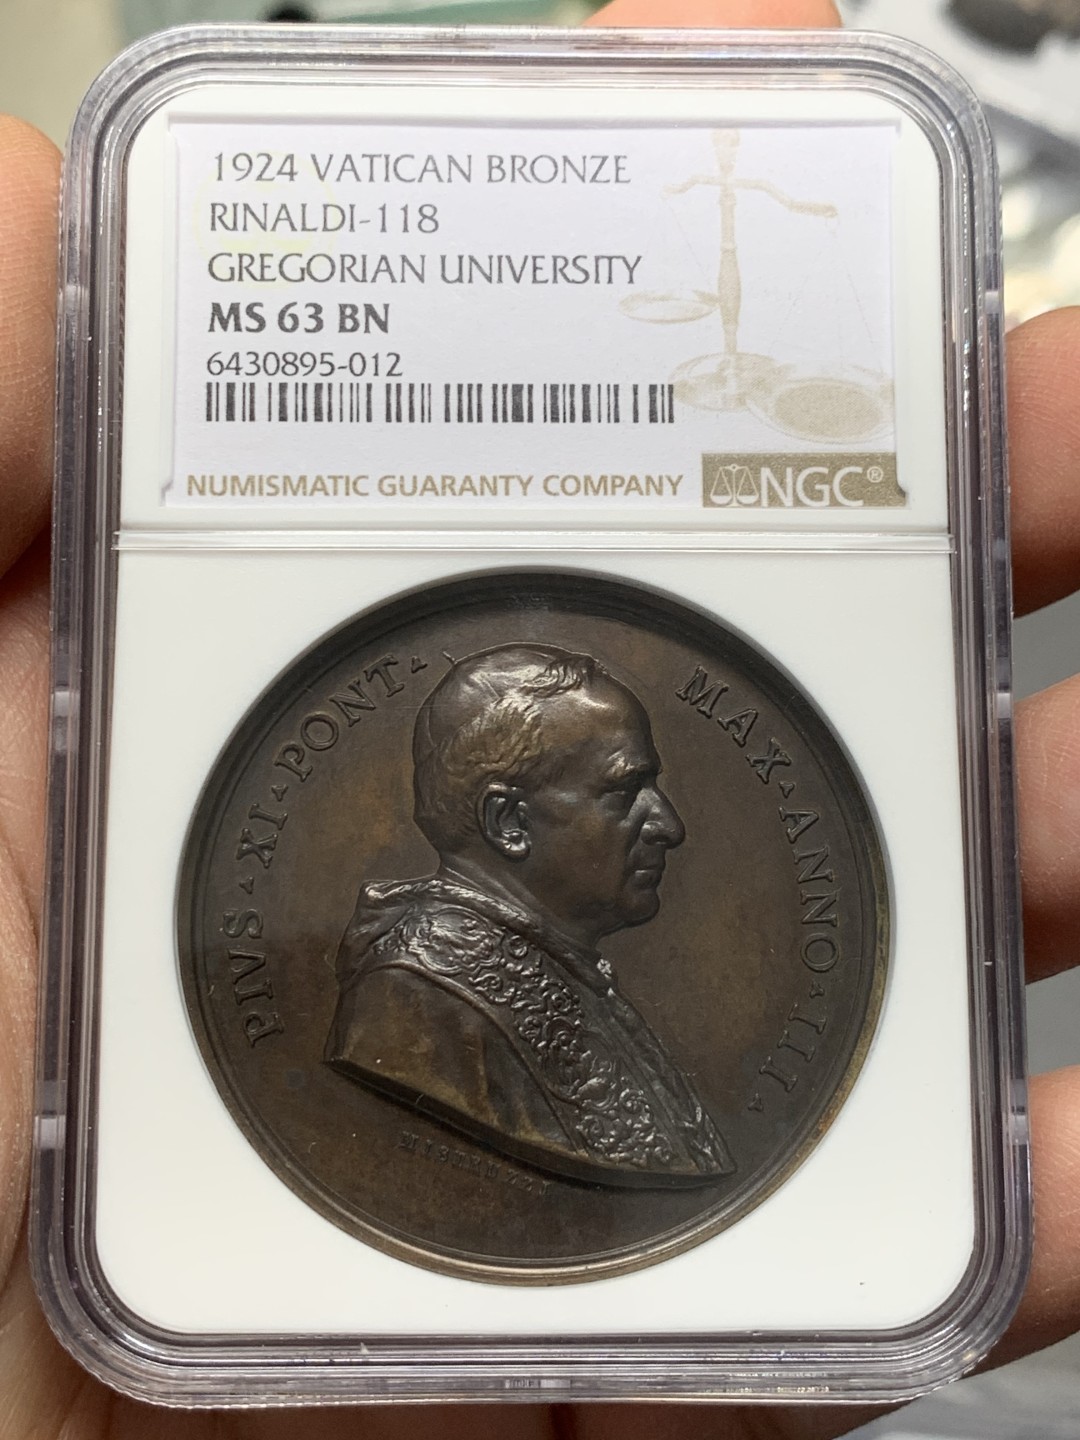 1924 VATICAN BRONZE
RINALDI-118
GREGORIAN UNIVERSITY
MS 63 BN
6430895-012
NUMISMATIC GUARANTY COMPANY NGC®
PIVS · XI · PONT · MAX · ANNO · III ·
MISTRUZZI